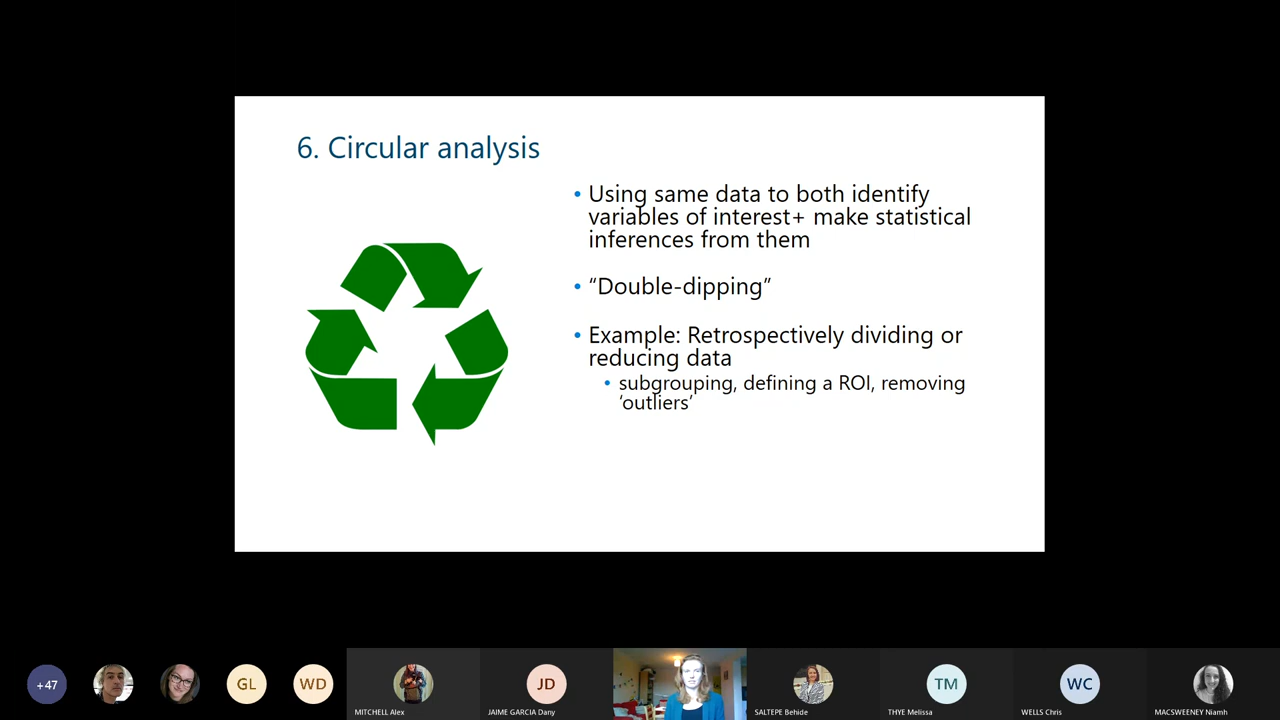 6. Circular analysis
• Using same data to both identify
variables of interest+ make statistical
inferences from them
• “Double-dipping”
• Example: Retrospectively dividing or
reducing data
• subgrouping, defining a ROI, removing
‘outliers’
+47
GL
WD
MITCHELL Alex
JD
JAIME GARCIA Dany
SALTEPE Behide
TM
THYE Melissa
WC
WELLS Chris
MACSWEENEY Niamh